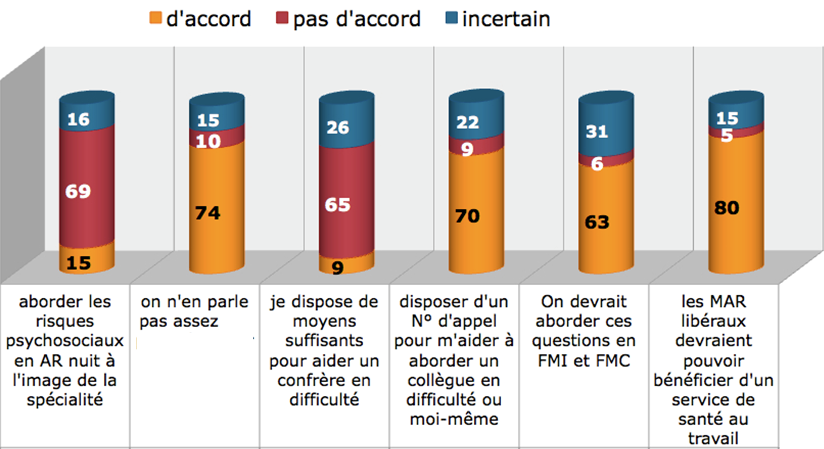 d'accord pas d'accord incertain
16
69
15
15
10
74
26
65
9
22
9
70
31
6
63
15
5
80
aborder les
risques
psychosociaux
en AR nuit à
l'image de la
spécialité
on n'en parle
pas assez
je dispose de
moyens
suffisants
pour aider un
confrère en
difficulté
disposer d'un
N° d'appel
pour m'aider à
aborder un
collègue en
difficulté ou
moi-même
On devrait
aborder ces
questions en
FMI et FMC
les MAR
libéraux
devraient
pouvoir
bénéficier d'un
service de
santé au
travail